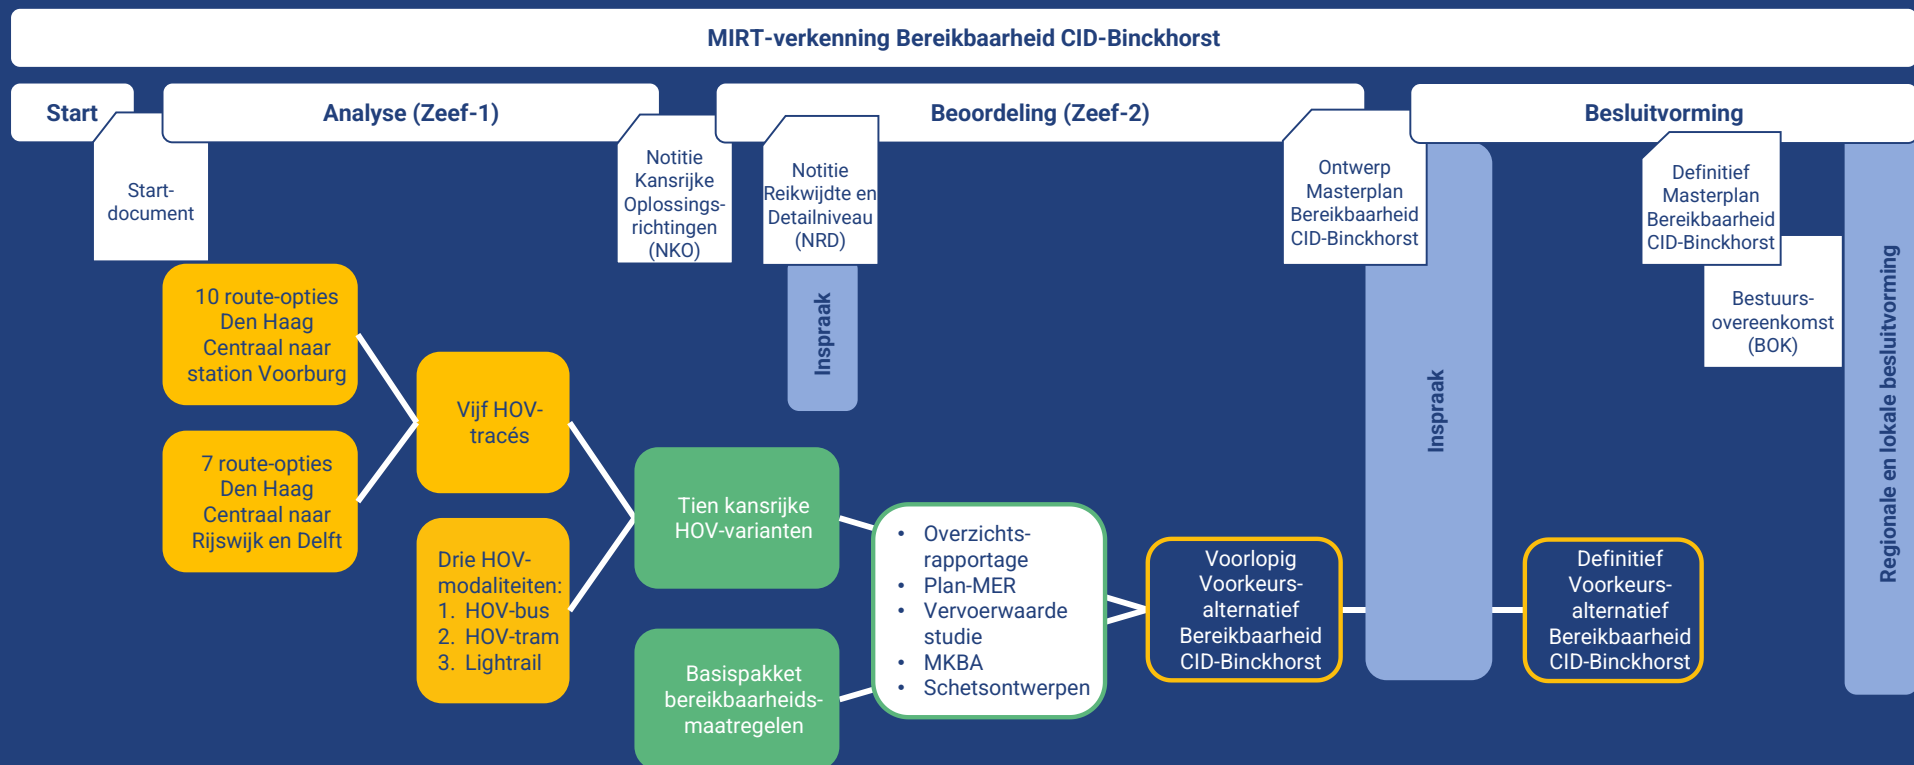 MIRT-verkenning Bereikbaarheid CID-Binckhorst
Start
Analyse (Zeef-1)
Beoordeling (Zeef-2)
Besluitvorming
Start-
document
Notitie
Kansrijke
Oplossings-
richtingen
(NKO)
Notitie
Reikwijdte en
Detailniveau
(NRD)
Inspraak
Ontwerp
Masterplan
Bereikbaarheid
CID-Binckhorst
Inspraak
Definitief
Masterplan
Bereikbaarheid
CID-Binckhorst
Bestuurs-
overeenkomst
(BOK)
Regionale en lokale besluitvorming
10 route-opties
Den Haag
Centraal naar
station Voorburg
7 route-opties
Den Haag
Centraal naar
Rijswijk en Delft
Vijf HOV-
tracés
Drie HOV-
modaliteiten:
1. HOV-bus
2. HOV-tram
3. Lightrail
Tien kansrijke
HOV-varianten
Basispakket
bereikbaarheids-
maatregelen
• Overzichts-
rapportage
• Plan-MER
• Vervoerwaarde
studie
• MKBA
• Schetsontwerpen
Voorlopig
Voorkeurs-
alternatief
Bereikbaarheid
CID-Binckhorst
Definitief
Voorkeurs-
alternatief
Bereikbaarheid
CID-Binckhorst